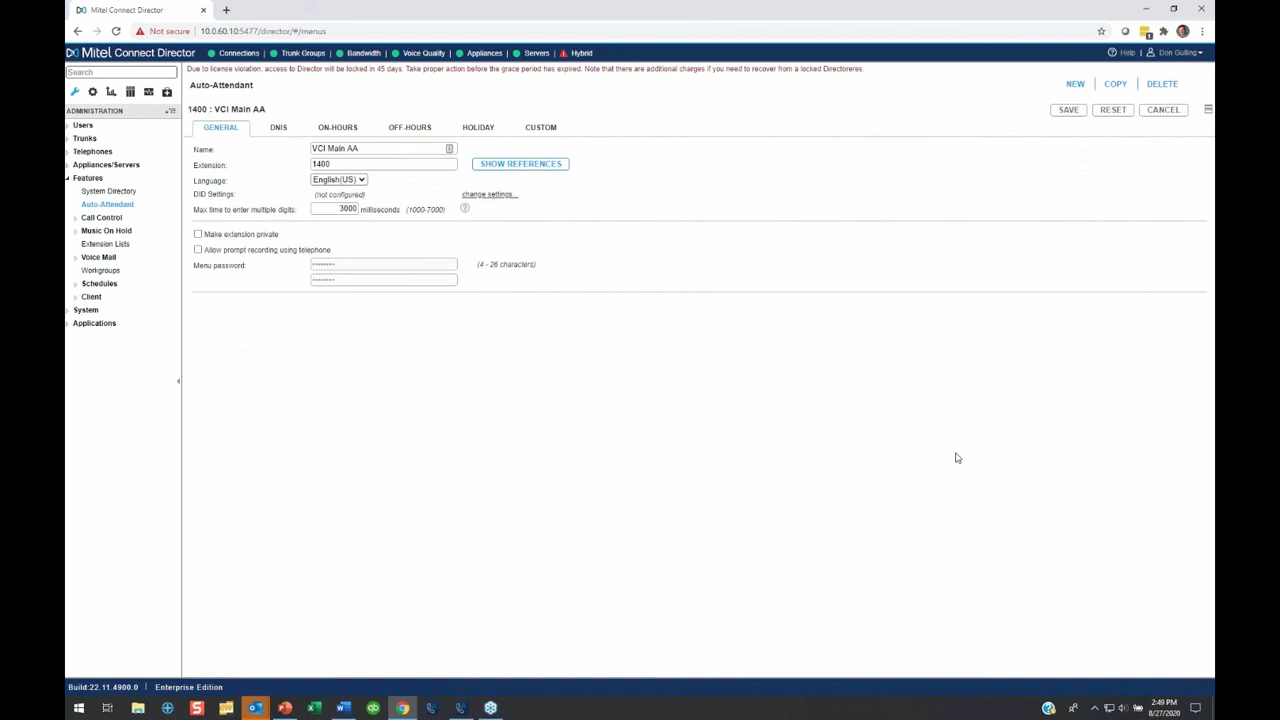 Mitel Connect Director
Not secure | 10.0.60.10:5477/director/#/menus
Mitel Connect Director Connections Trunk Groups Bandwidth Voice Quality Appliances Servers Hybrid Help Don Gulling
Search
Due to license violation, access to Director will be locked in 45 days. Take proper action before the grace period has expired. Note that there are additional charges if you need to recover from a locked Directoreres.
Auto-Attendant
NEW COPY DELETE
ADMINISTRATION
1400 : VCI Main AA
SAVE RESET CANCEL
Users
Trunks
Telephones
Appliances/Servers
Features
System Directory
Auto-Attendant
Call Control
Music On Hold
Extension Lists
Voice Mail
Workgroups
Schedules
Client
System
Applications
GENERAL DNIS ON-HOURS OFF-HOURS HOLIDAY CUSTOM
Name: VCI Main AA
Extension: 1400 SHOW REFERENCES
Language: English(US)
DID Settings: (not configured) change settings...
Max time to enter multiple digits: 3000 milliseconds (1000-7000)
Make extension private
Allow prompt recording using telephone
Menu password: ******** (4 - 26 characters)
********
Build:22.11.4900.0 | Enterprise Edition
2:49 PM
8/27/2020